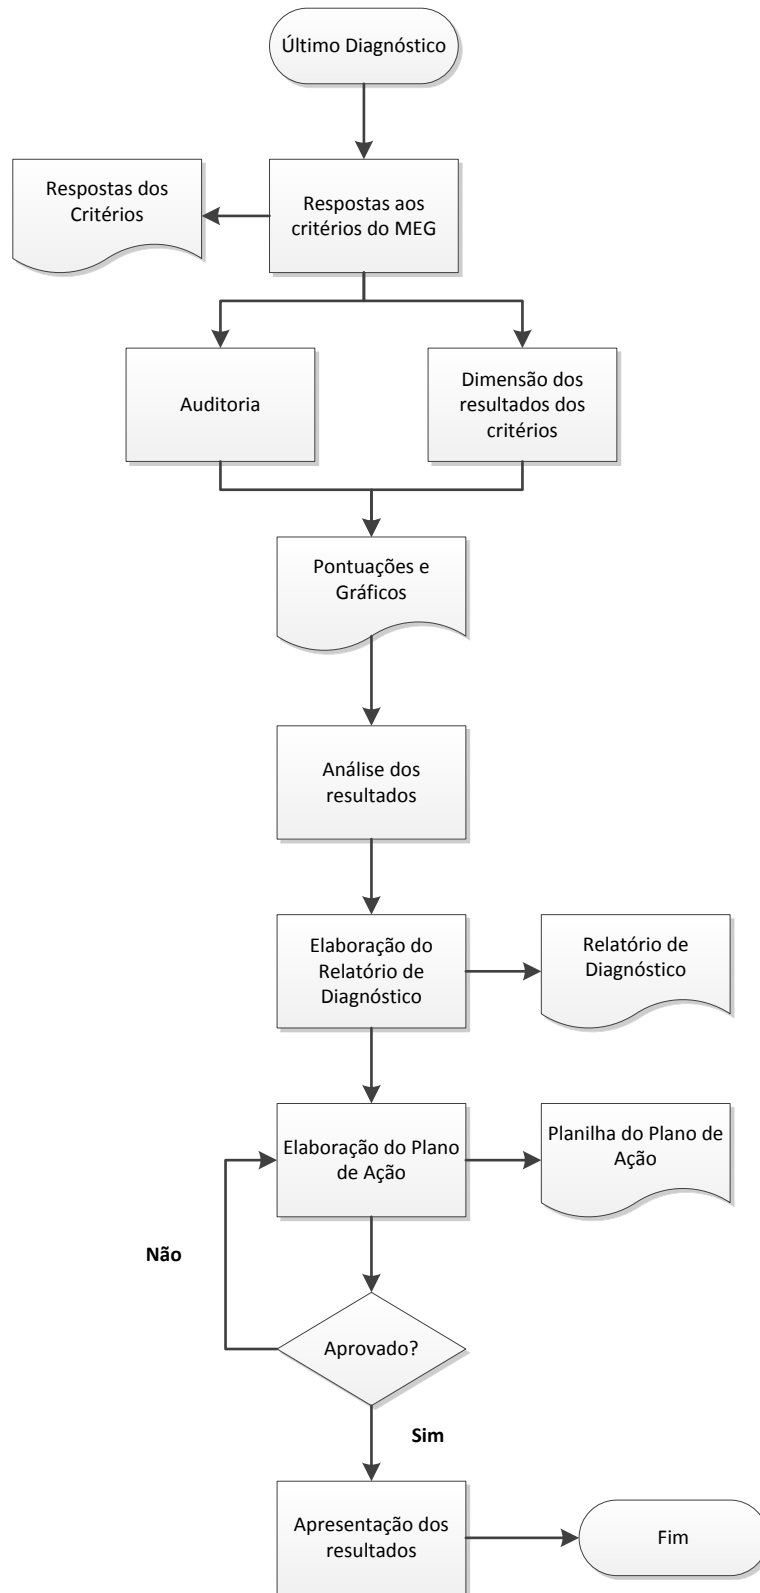 Último Diagnóstico
Respostas dos
Critérios
Respostas aos
critérios do MEG
Auditoria
Dimensão dos
resultados dos
critérios
Pontuações e
Gráficos
Análise dos
resultados
Elaboração do
Relatório de
Diagnóstico
Relatório de
Diagnóstico
Elaboração do Plano
de Ação
Planilha do Plano de
Ação
Não
Aprovado?
Sim
Apresentação dos
resultados
Fim